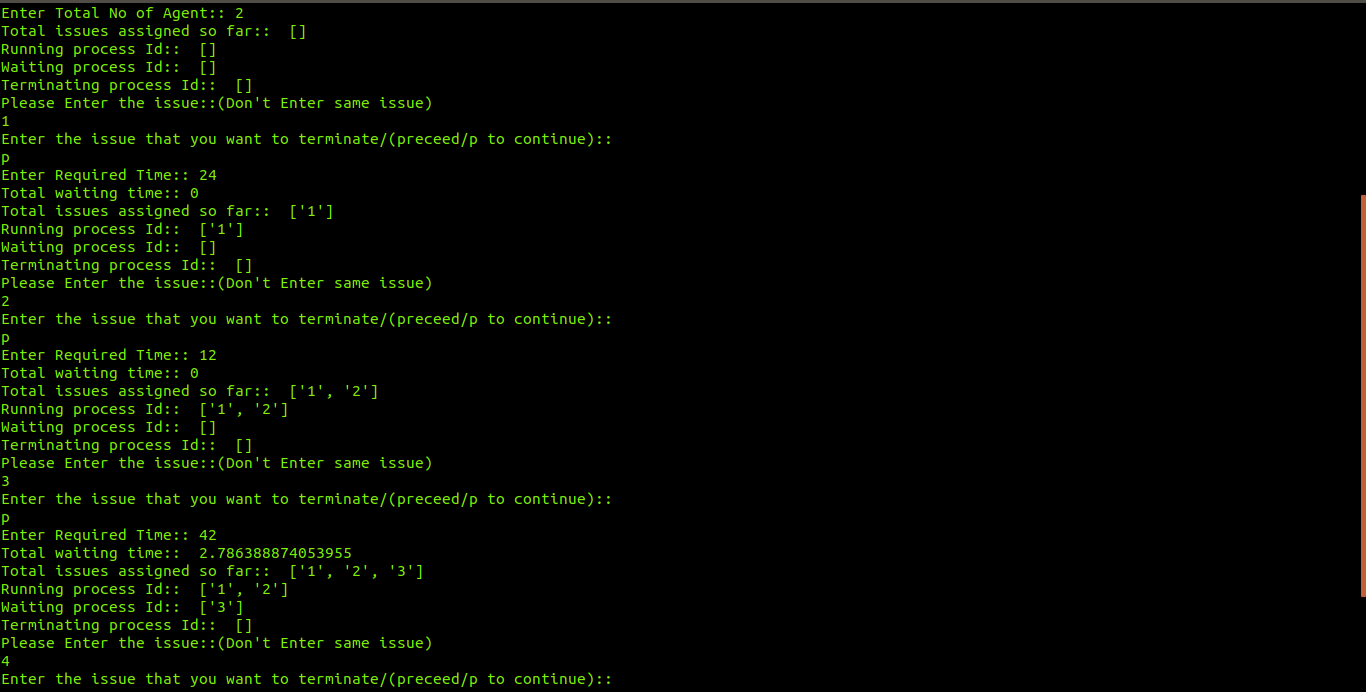 Enter Total No of Agent:: 2
Total issues assigned so far::  []
Running process Id::  []
Waiting process Id::  []
Terminating process Id::  []
Please Enter the issue::(Don't Enter same issue)
1
Enter the issue that you want to terminate/(preceed/p to continue)::
p
Enter Required Time:: 24
Total waiting time:: 0
Total issues assigned so far::  ['1']
Running process Id::  ['1']
Waiting process Id::  []
Terminating process Id::  []
Please Enter the issue::(Don't Enter same issue)
2
Enter the issue that you want to terminate/(preceed/p to continue)::
p
Enter Required Time:: 12
Total waiting time:: 0
Total issues assigned so far::  ['1', '2']
Running process Id::  ['1', '2']
Waiting process Id::  []
Terminating process Id::  []
Please Enter the issue::(Don't Enter same issue)
3
Enter the issue that you want to terminate/(preceed/p to continue)::
p
Enter Required Time:: 42
Total waiting time::  2.786388874053955
Total issues assigned so far::  ['1', '2', '3']
Running process Id::  ['1', '2']
Waiting process Id::  ['3']
Terminating process Id::  []
Please Enter the issue::(Don't Enter same issue)
4
Enter the issue that you want to terminate/(preceed/p to continue)::